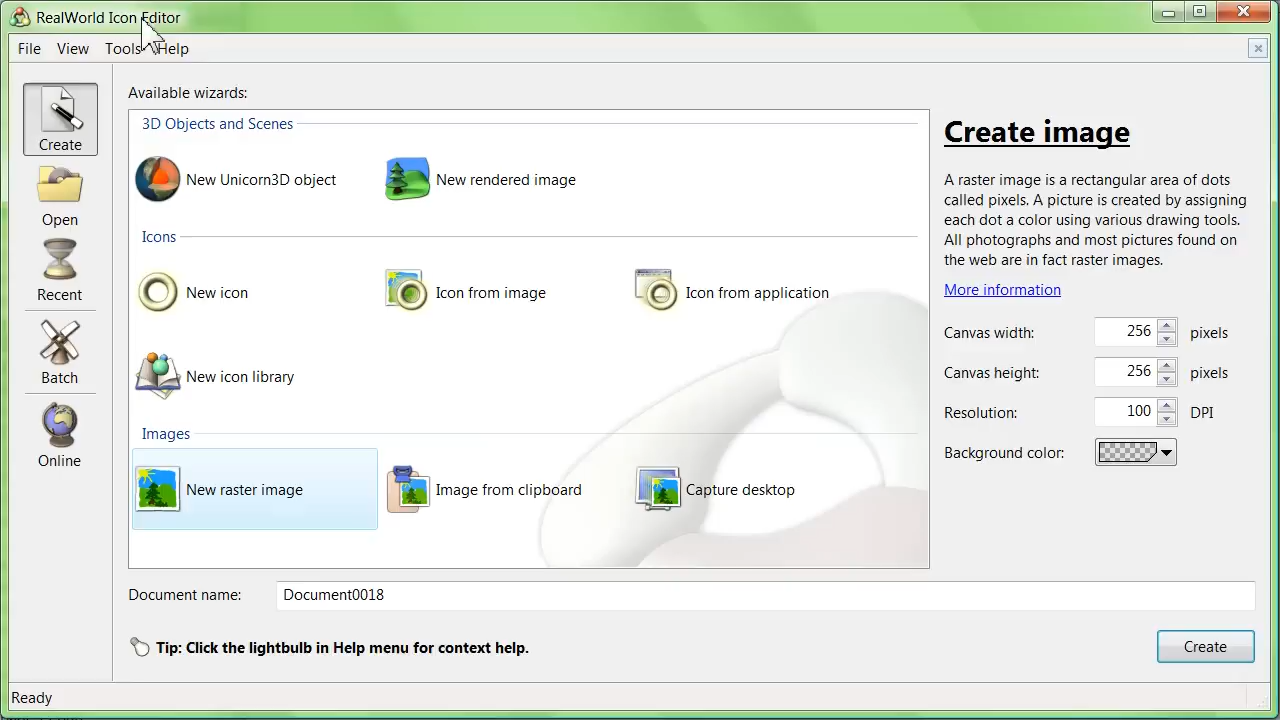 RealWorld Icon Editor
File View Tools Help
Create
Open
Recent
Batch
Online
Available wizards:
3D Objects and Scenes
New Unicorn3D object
New rendered image
Icons
New icon
Icon from image
Icon from application
New icon library
Images
New raster image
Image from clipboard
Capture desktop
Create image
A raster image is a rectangular area of dots
called pixels. A picture is created by assigning
each dot a color using various drawing tools.
All photographs and most pictures found on
the web are in fact raster images.
More information
Canvas width: 256 pixels
Canvas height: 256 pixels
Resolution: 100 DPI
Background color:
Document name: Document0018
Tip: Click the lightbulb in Help menu for context help.
Create
Ready